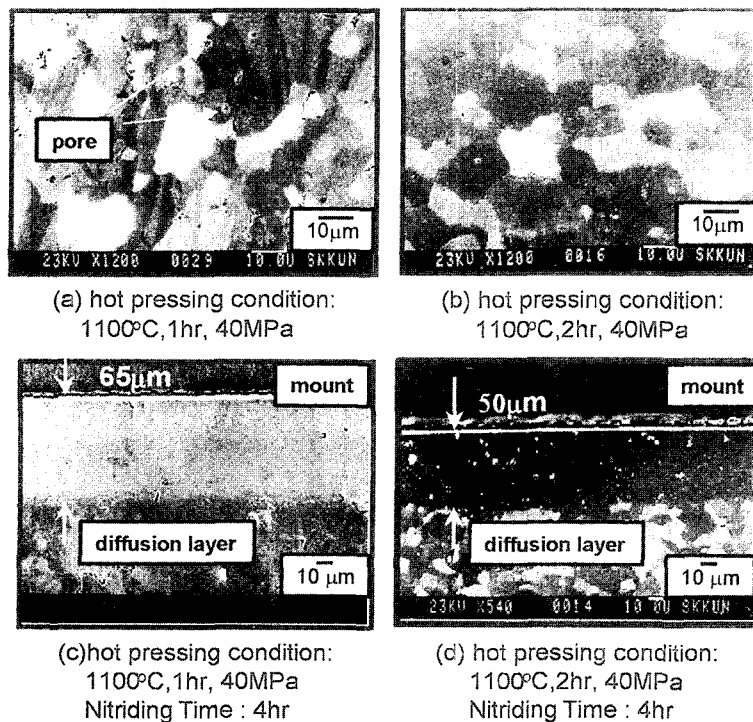 pore
10μm
23KV X1200 0029 10.0U SKKUN
(a) hot pressing condition:
1100°C,1hr, 40MPa
10μm
23KV X1200 0016 10.0U SKKUN
(b) hot pressing condition:
1100°C,2hr, 40MPa
65μm
mount
diffusion layer
10 μm
(c)hot pressing condition:
1100°C,1hr, 40MPa
Nitriding Time : 4hr
50μm
mount
diffusion layer
10 μm
23KV X540 0014 10.0U SKKUN
(d) hot pressing condition:
1100°C,2hr, 40MPa
Nitriding Time : 4hr